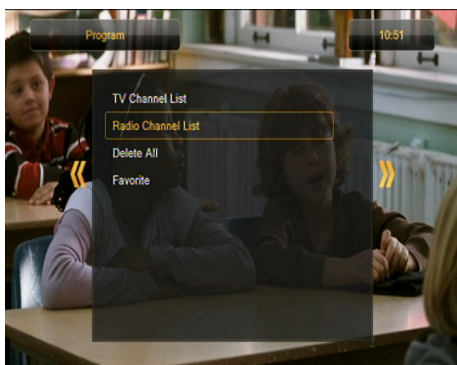 Program
10:51
TV Channel List
Radio Channel List
Delete All
Favorite